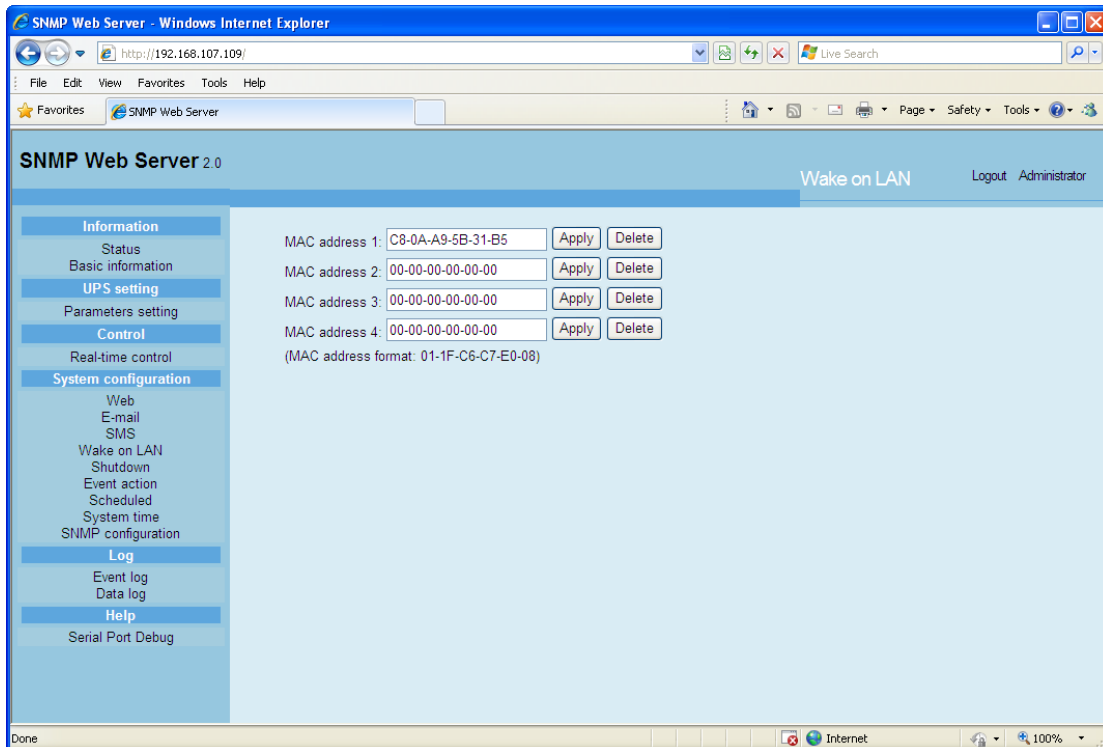 SNMP Web Server - Windows Internet Explorer
http://192.168.107.109/
Live Search
File Edit View Favorites Tools Help
Favorites SNMP Web Server Page Safety Tools
SNMP Web Server 2.0
Wake on LAN Logout Administrator
Information
Status
Basic information
UPS setting
Parameters setting
Control
Real-time control
System configuration
Web
E-mail
SMS
Wake on LAN
Shutdown
Event action
Scheduled
System time
SNMP configuration
Log
Event log
Data log
Help
Serial Port Debug
MAC address 1: C8-0A-A9-5B-31-B5 Apply Delete
MAC address 2: 00-00-00-00-00-00 Apply Delete
MAC address 3: 00-00-00-00-00-00 Apply Delete
MAC address 4: 00-00-00-00-00-00 Apply Delete
(MAC address format: 01-1F-C6-C7-E0-08)
Done Internet 100%